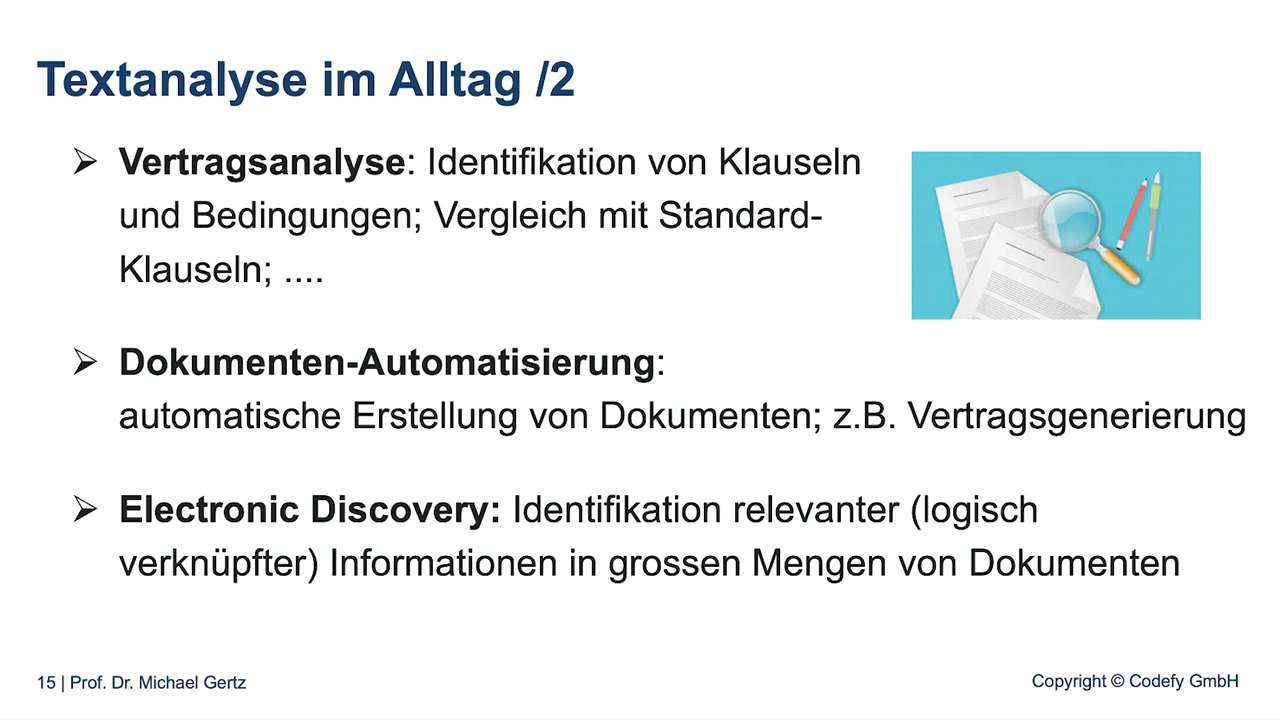 Textanalyse im Alltag /2
➢ Vertragsanalyse: Identifikation von Klauseln
und Bedingungen; Vergleich mit Standard-
Klauseln; ....
➢ Dokumenten-Automatisierung:
automatische Erstellung von Dokumenten; z.B. Vertragsgenerierung
➢ Electronic Discovery: Identifikation relevanter (logisch
verknüpfter) Informationen in grossen Mengen von Dokumenten
15 | Prof. Dr. Michael Gertz
Copyright © Codefy GmbH